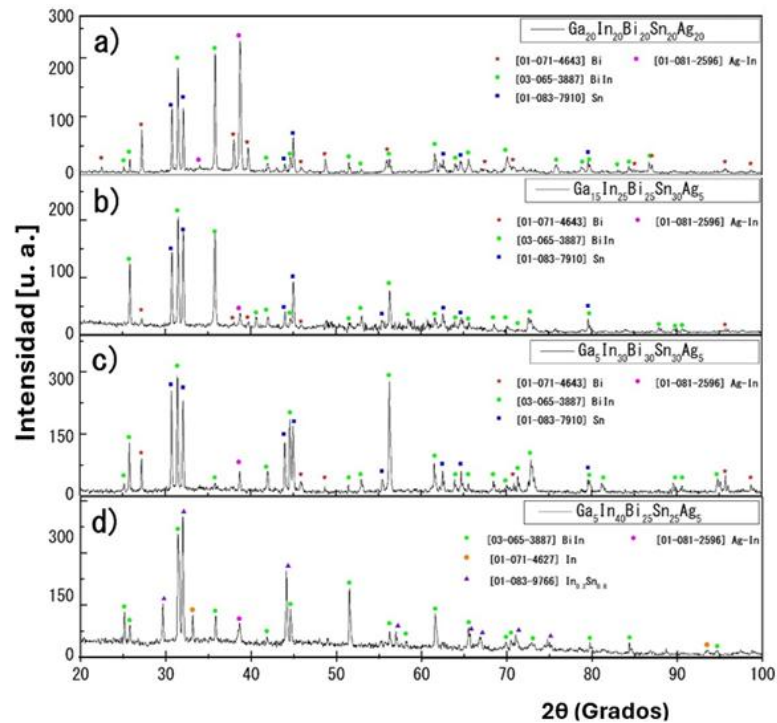 Intensidad [u. a.]
300
200
100
0
a)
Ga20In20Bi20Sn20Ag20
[01-071-4643] Bi
[01-081-2596] Ag-In
[03-065-3887] BiIn
[01-083-7910] Sn
200
100
0
b)
Ga15In25Bi25Sn30Ag5
[01-071-4643] Bi
[01-081-2596] Ag-In
[03-065-3887] BiIn
[01-083-7910] Sn
300
150
0
c)
Ga5In30Bi30Sn30Ag5
[01-071-4643] Bi
[01-081-2596] Ag-In
[03-065-3887] BiIn
[01-083-7910] Sn
300
150
0
d)
Ga5In40Bi25Sn25Ag5
[03-065-3887] BiIn
[01-081-2596] Ag-In
[01-071-4627] In
[01-083-9766]
20 30 40 50 60 70 80 90 100
2θ (Grados)